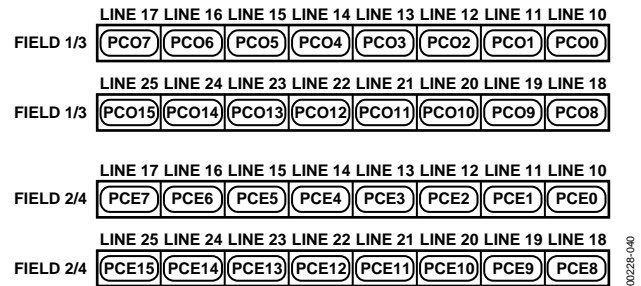 LINE 17 LINE 16 LINE 15 LINE 14 LINE 13 LINE 12 LINE 11 LINE 10
FIELD 1/3 PCO7 PCO6 PCO5 PCO4 PCO3 PCO2 PCO1 PCO0
LINE 25 LINE 24 LINE 23 LINE 22 LINE 21 LINE 20 LINE 19 LINE 18
FIELD 1/3 PCO15 PCO14 PCO13 PCO12 PCO11 PCO10 PCO9 PCO8
LINE 17 LINE 16 LINE 15 LINE 14 LINE 13 LINE 12 LINE 11 LINE 10
FIELD 2/4 PCE7 PCE6 PCE5 PCE4 PCE3 PCE2 PCE1 PCE0
LINE 25 LINE 24 LINE 23 LINE 22 LINE 21 LINE 20 LINE 19 LINE 18
FIELD 2/4 PCE15 PCE14 PCE13 PCE12 PCE11 PCE10 PCE9 PCE8
00228-040